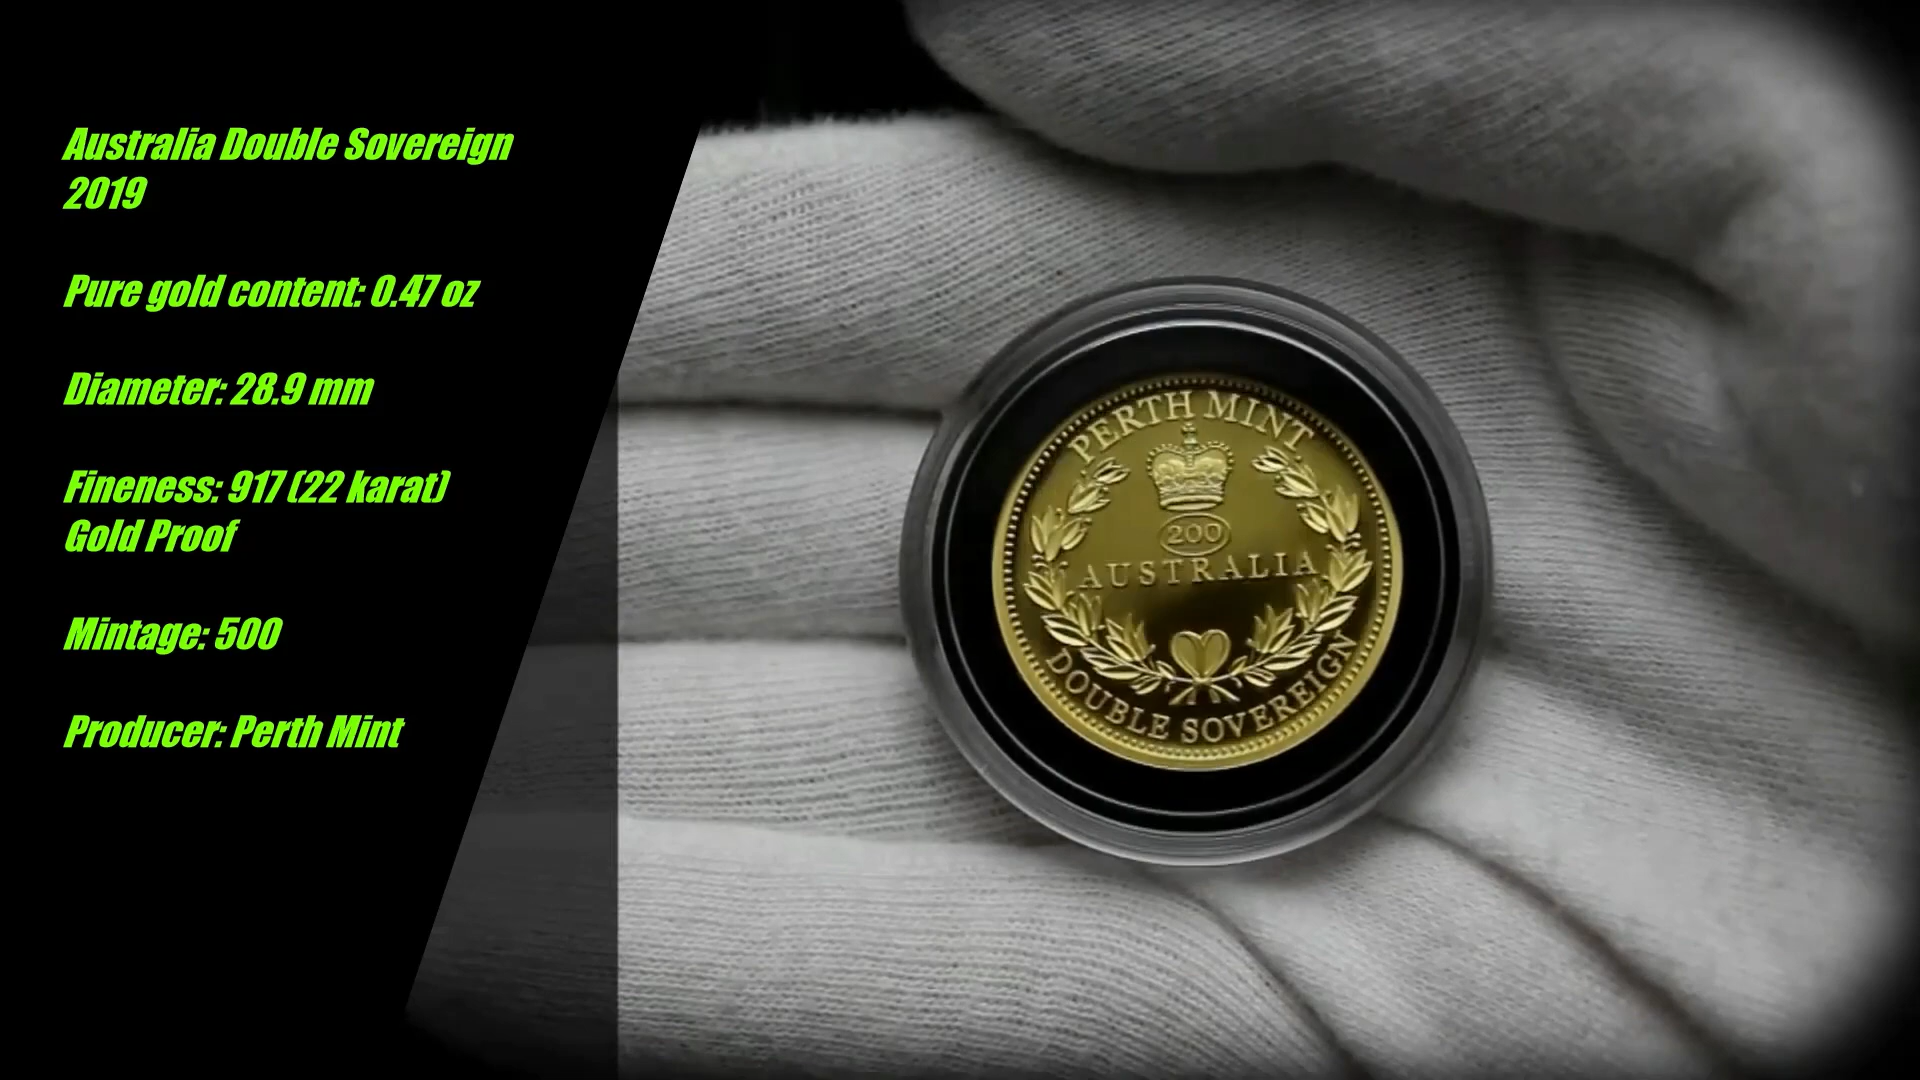 Australia Double Sovereign
2019
Pure gold content: 0.47 oz
Diameter: 28.9 mm
Fineness: 917 (22 karat)
Gold Proof
Mintage: 500
Producer: Perth Mint
PERTH MINT
200
AUSTRALIA
DOUBLE SOVEREIGN